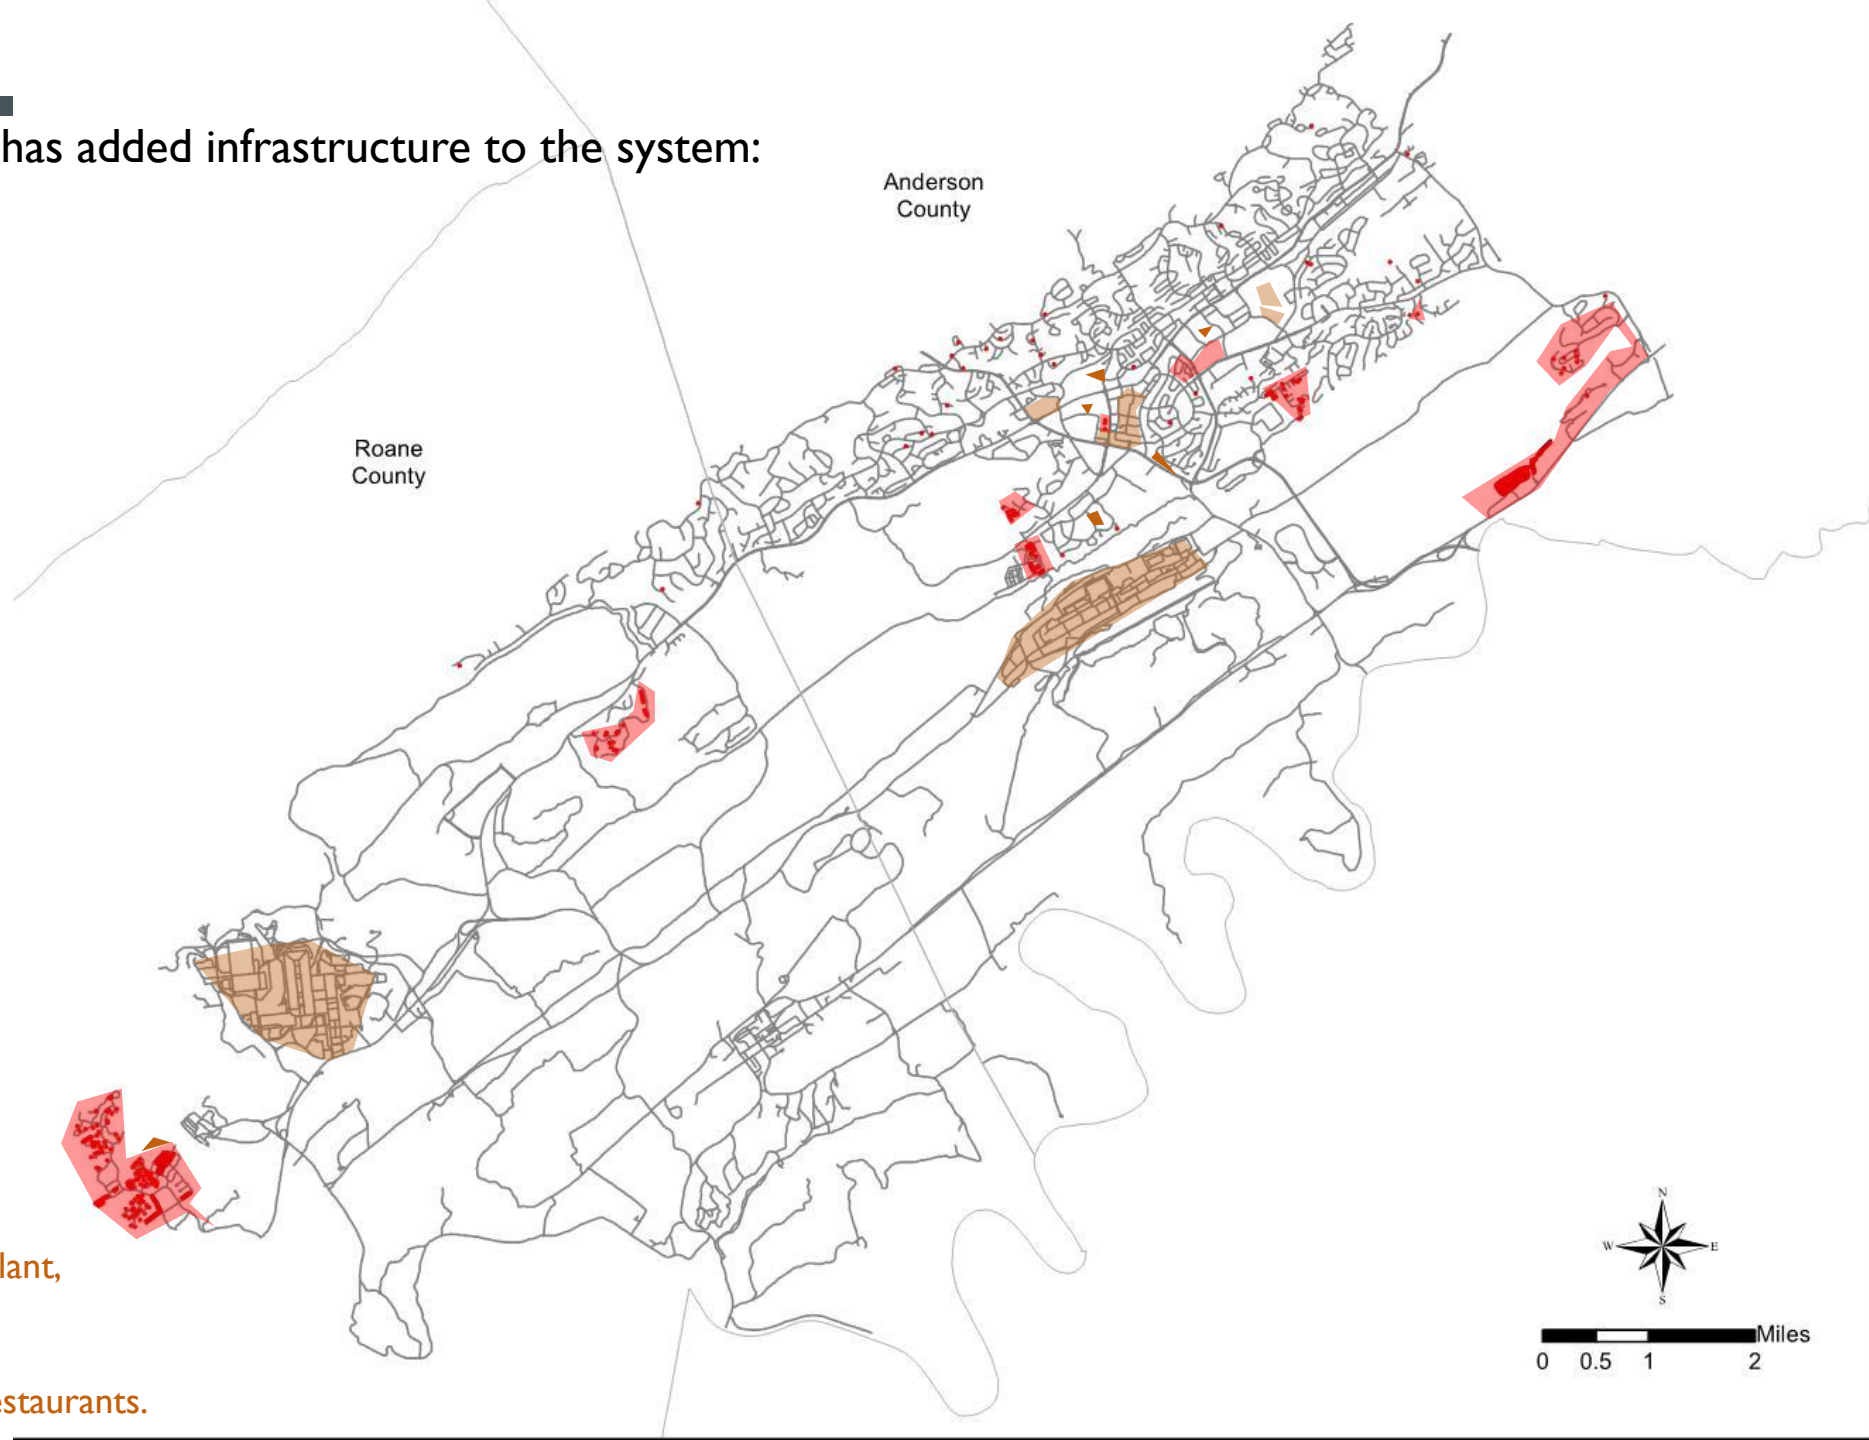 has added infrastructure to the system:
Anderson
County
Roane
County
lant,
estaurants.
N
W
E
S
Miles
0 0.5 1 2